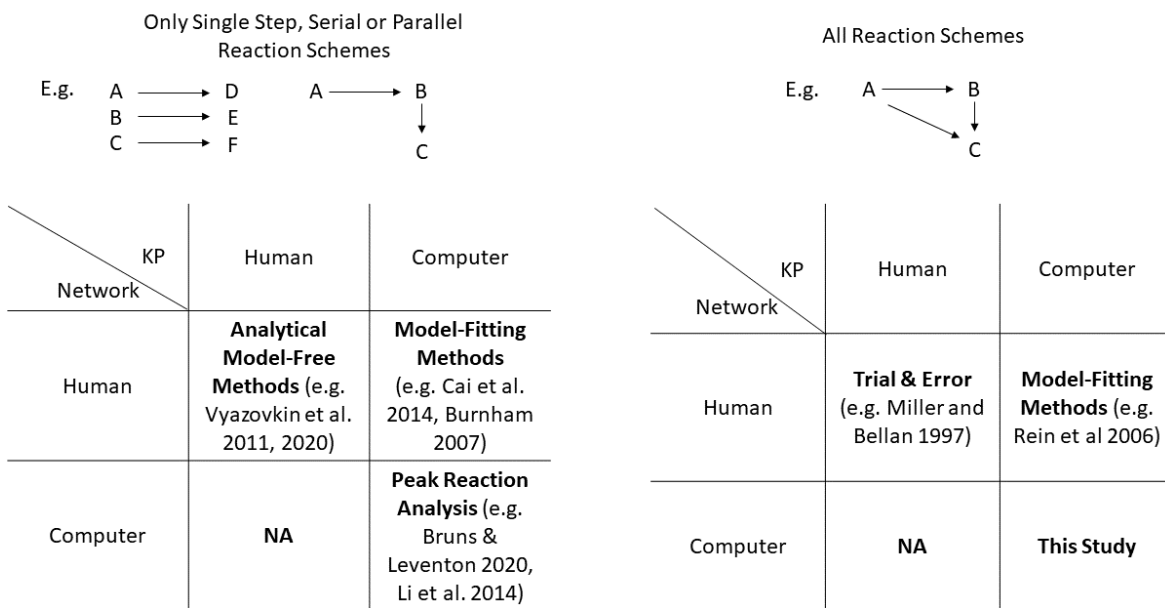 Only Single Step, Serial or Parallel
Reaction Schemes
E.g. A D A B
B E
C F C
KP Human Computer
Network
Human
Analytical
Model-Free
Methods (e.g.
Vyazovkin et al.
2011, 2020)
Model-Fitting
Methods
(e.g. Cai et al.
2014, Burnham
2007)
Computer
NA
Peak Reaction
Analysis (e.g.
Bruns &
Leventon 2020,
Li et al. 2014)
All Reaction Schemes
E.g. A B
C
KP Human Computer
Network
Human
Trial & Error
(e.g. Miller and
Bellan 1997)
Model-Fitting
Methods (e.g.
Rein et al 2006)
Computer
NA
This Study